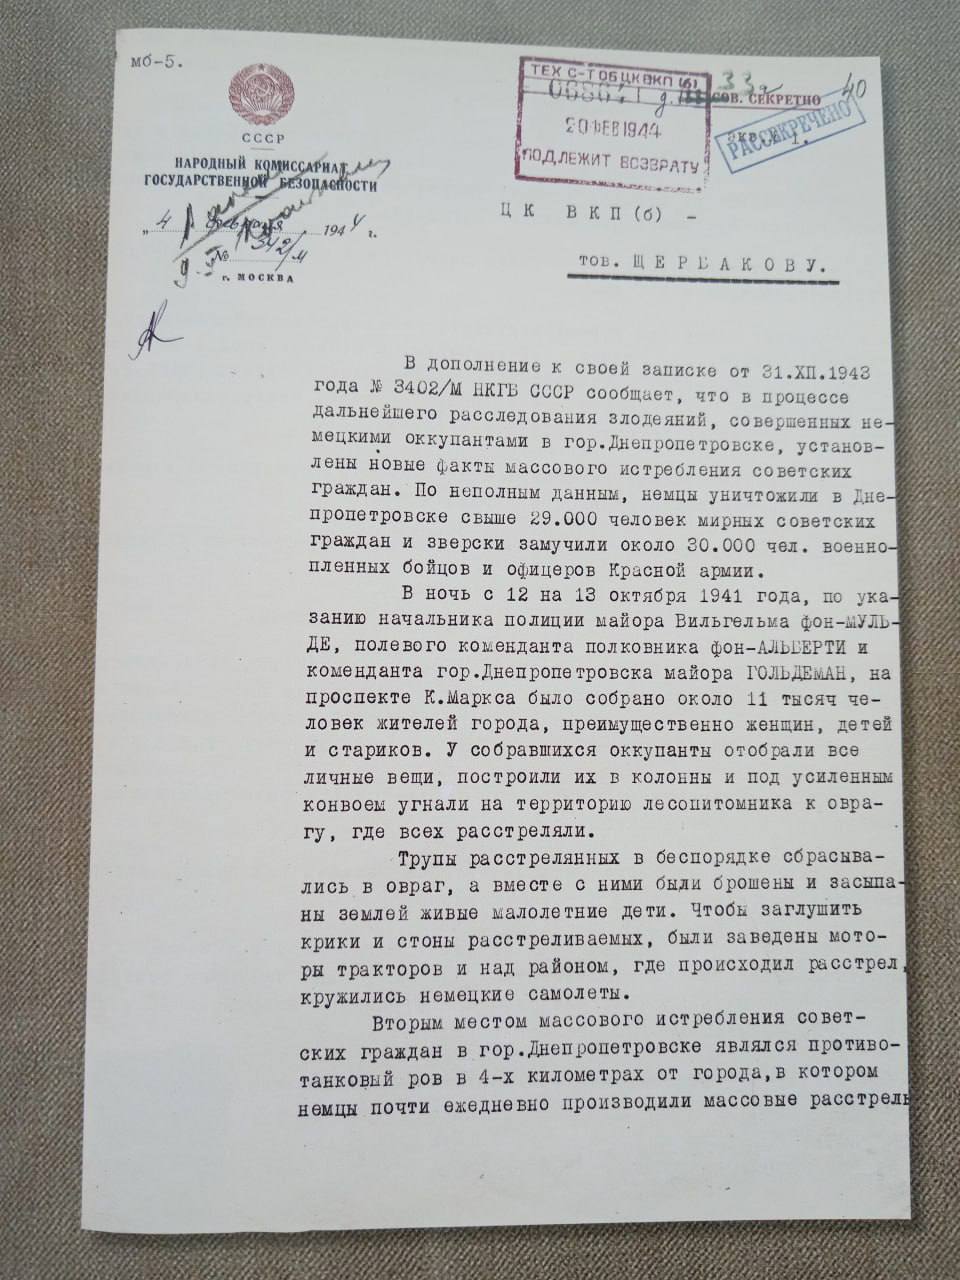 мб-5.
СССР
НАРОДНЫЙ КОМИССАРИАТ
ГОСУДАРСТВЕННОЙ БЕЗОПАСНОСТИ
„4 февраля 1944 г.
№ 342/М
г. МОСКВА
ТЕХ С-Т ОБ ЦКВКП (б)
20 ФЕВ 1944
ПОДЛЕЖИТ ВОЗВРАТУ
33
40
СОВ. СЕКРЕТНО
экз. 1.
РАССЕКРЕЧЕНО
ЦК ВКП(б) -
тов. ЩЕРБАКОВУ.
В дополнение к своей записке от 31.XII.1943
года № 3402/М НКГБ СССР сообщает, что в процессе
дальнейшего расследования злодеяний, совершенных не-
мецкими оккупантами в гор.Днепропетровске, установ-
лены новые факты массового истребления советских
граждан. По неполным данным, немцы уничтожили в Дне-
пропетровске свыше 29.000 человек мирных советских
граждан и зверски замучили около 30.000 чел. военно-
пленных бойцов и офицеров Красной армии.
В ночь с 12 на 13 октября 1941 года, по ука-
занию начальника полиции майора Вильгельма фон-МУЛЬ-
ДЕ, полевого коменданта полковника фон-АЛЬБЕРТИ и
коменданта гор.Днепропетровска майора ГОЛЬДЕМАН, на
проспекте К.Маркса было собрано около 11 тысяч че-
ловек жителей города, преимущественно женщин, детей
и стариков. У собравшихся оккупанты отобрали все
личные вещи, построили их в колонны и под усиленным
конвоем угнали на территорию лесопитомника к овра-
гу, где всех расстреляли.
Трупы расстрелянных в беспорядке сбрасыва-
лись в овраг, а вместе с ними были брошены и засыпа-
ны землей живые малолетние дети. Чтобы заглушить
крики и стоны расстреливаемых, были заведены мото-
ры тракторов и над районом, где происходил расстрел,
кружились немецкие самолеты.
Вторым местом массового истребления совет-
ских граждан в гор.Днепропетровске являлся противо-
танковый ров в 4-х километрах от города,в котором
немцы почти ежедневно производили массовые расстрелы